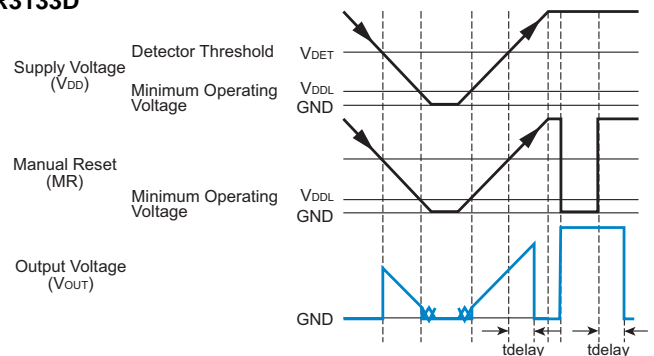 R3133D
Detector Threshold
VDET
Supply Voltage
(VDD)
Minimum Operating
Voltage
VDDL
GND
Manual Reset
(MR)
Minimum Operating
Voltage
VDDL
GND
Output Voltage
(VOUT)
GND
tdelay
tdelay